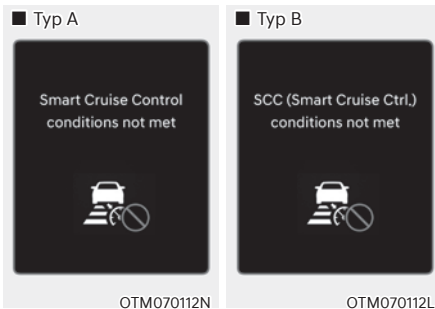 ■ Typ A
Smart Cruise Control
conditions not met
OTM070112N
■ Typ B
SCC (Smart Cruise Ctrl.)
conditions not met
OTM070112L